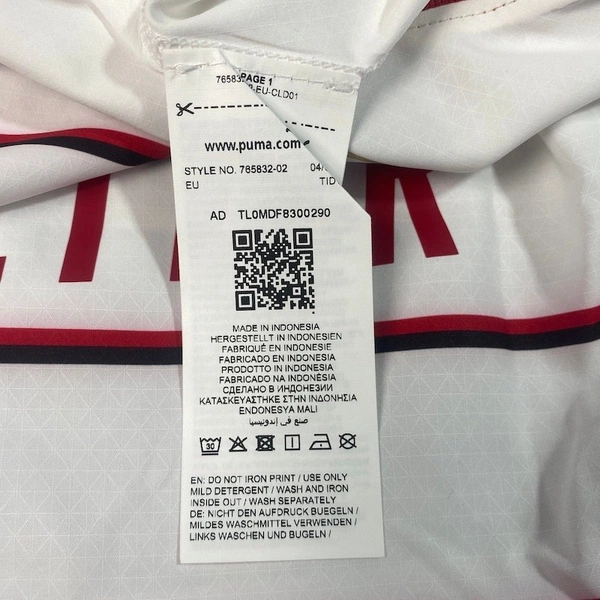 PAGE 1
-EU-CLD01
www.puma.com
STYLE NO. 765832-02 04/
EU TID
AD TL0MDF8300290
MADE IN INDONESIA
HERGESTELLT IN INDONESIEN
FABRIQUÉ EN INDONESIE
FABRICADO EN INDONESIA
PRODOTTO IN INDONESIA
FABRICADO NA INDONÉSIA
СДЕЛАНО В ИНДОНЕЗИИ
ΚΑΤΑΣΚΕΥΑΣΤΗΚΕ ΣΤΗΝ ΙΝΔΟΝΗΣΙΑ
ENDONESYA MALI
صنع في إندونيسيا
30
EN: DO NOT IRON PRINT / USE ONLY
MILD DETERGENT / WASH AND IRON
INSIDE OUT / WASH SEPARATELY
DE: NICHT DEN AUFDRUCK BUEGELN /
MILDES WASCHMITTEL VERWENDEN /
LINKS WASCHEN UND BUGELN /